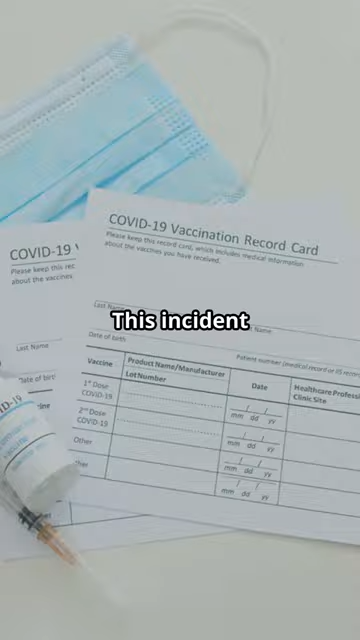 COVID-19 V
Please keep this rec
about the vaccines
Last Name
Date of birt
COVID-19 Vaccination Record Card
Please keep this record card, which includes medical information
about the vaccines you have received.
Last Name
Name
This incident
Date of birth
Patient number (medical record or IIS recor
Vaccine
Product Name/Manufacturer
Lot Number
Date
Healthcare Profess
Clinic Site
1st Dose
COVID-19
mm dd yy
2nd Dose
COVID-19
mm dd yy
Other
mm dd yy
ther
mm dd yy